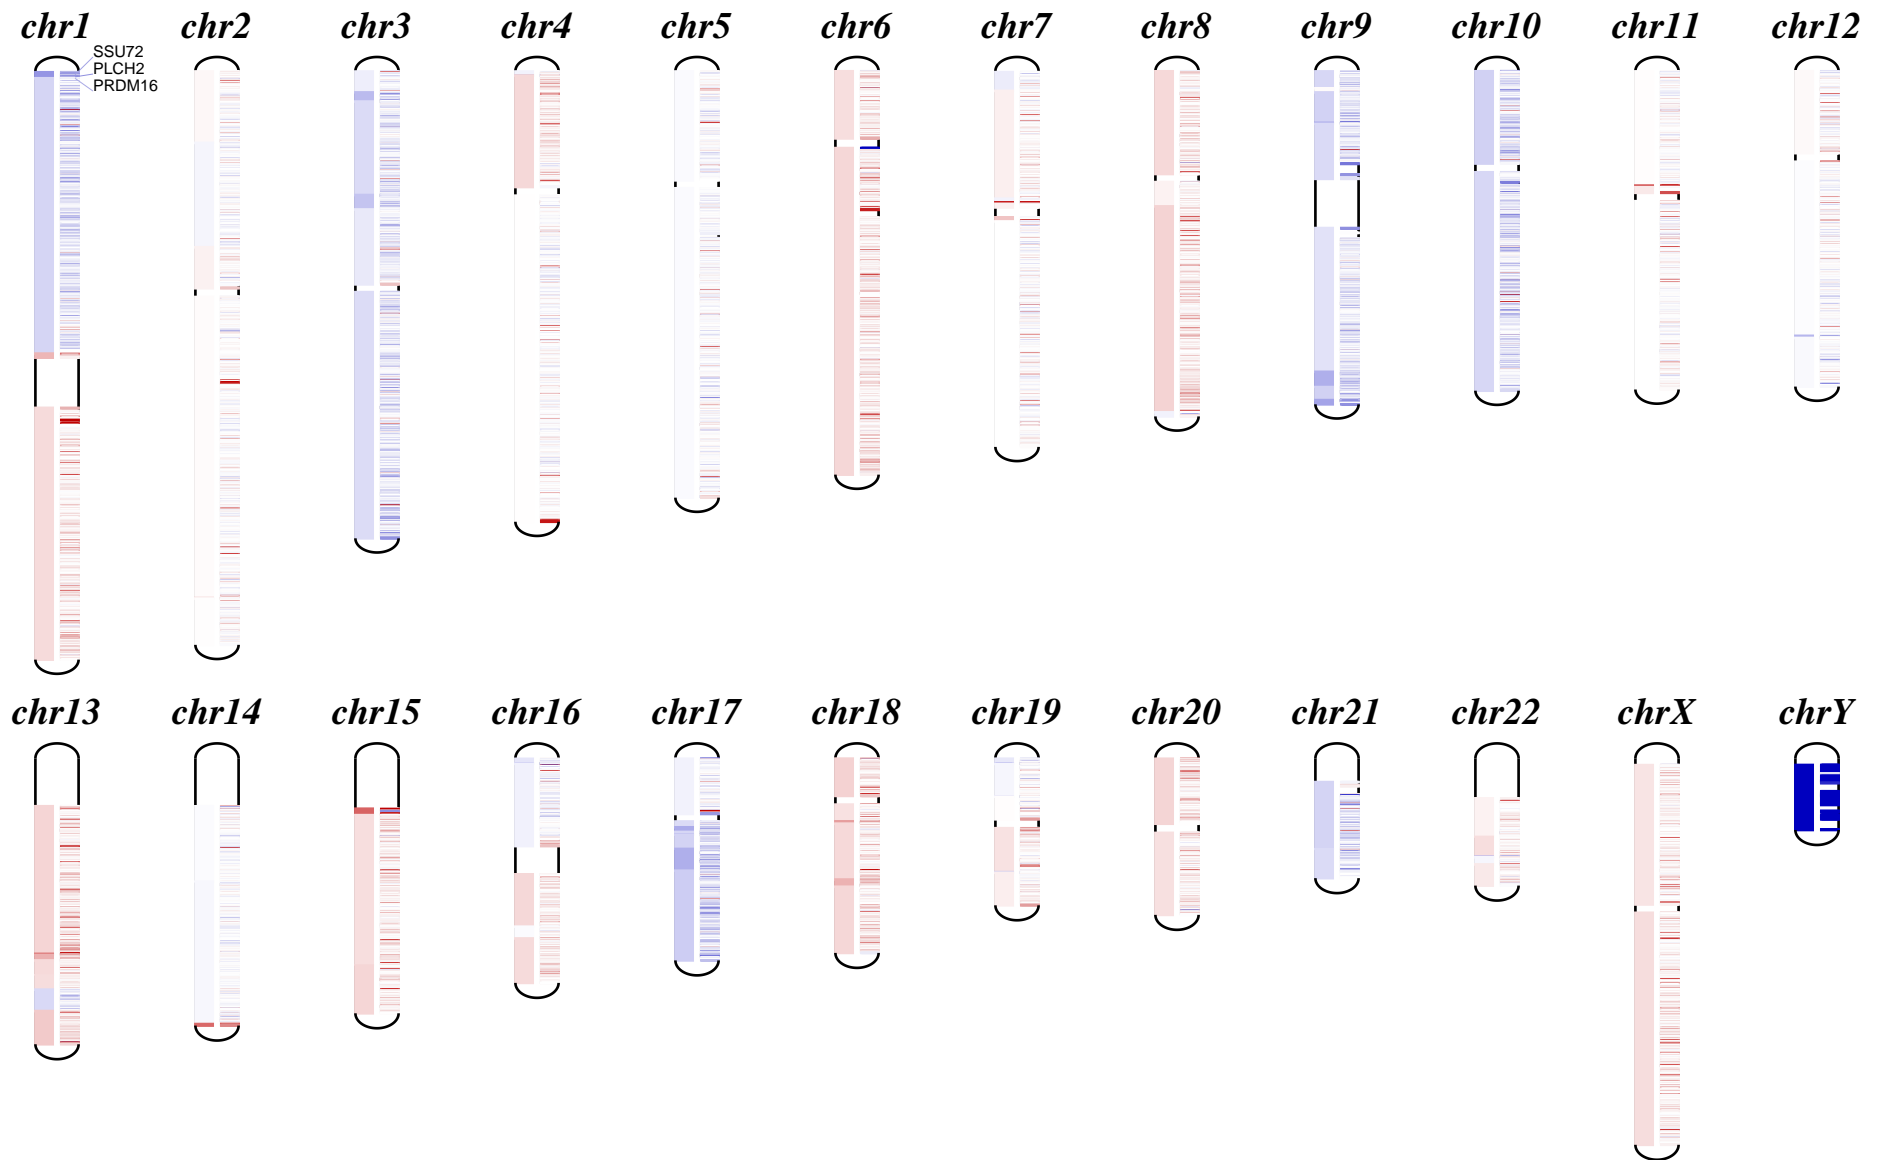 chr1 chr2 chr3 chr4 chr5 chr6 chr7 chr8 chr9 chr10 chr11 chr12
SSU72
PLCH2
PRDM16
chr13 chr14 chr15 chr16 chr17 chr18 chr19 chr20 chr21 chr22 chrX chrY